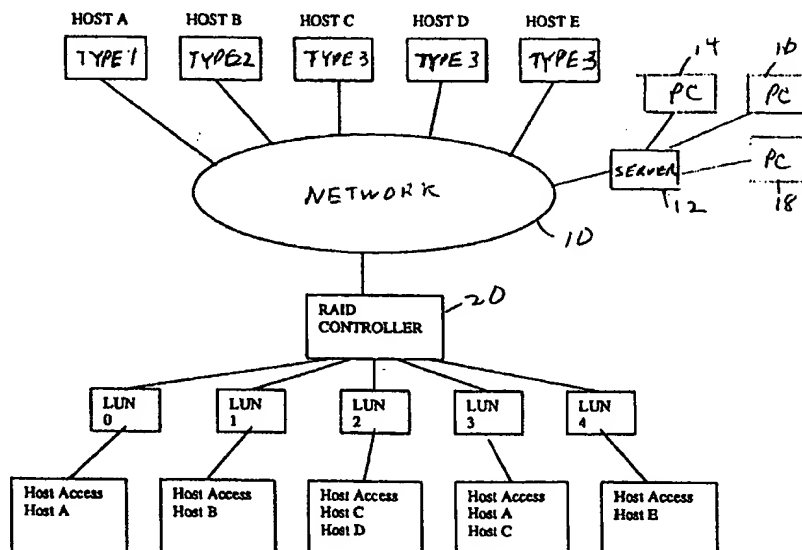 HOST A HOST B HOST C HOST D HOST E
TYPE 1 TYPE 2 TYPE 3 TYPE 3 TYPE 3
14 16
PC PC
SERVER PC
12 18
NETWORK
10
RAID
CONTROLLER
20
LUN
0
LUN
1
LUN
2
LUN
3
LUN
4
Host Access
Host A
Host Access
Host B
Host Access
Host C
Host D
Host Access
Host A
Host C
Host Access
Host E